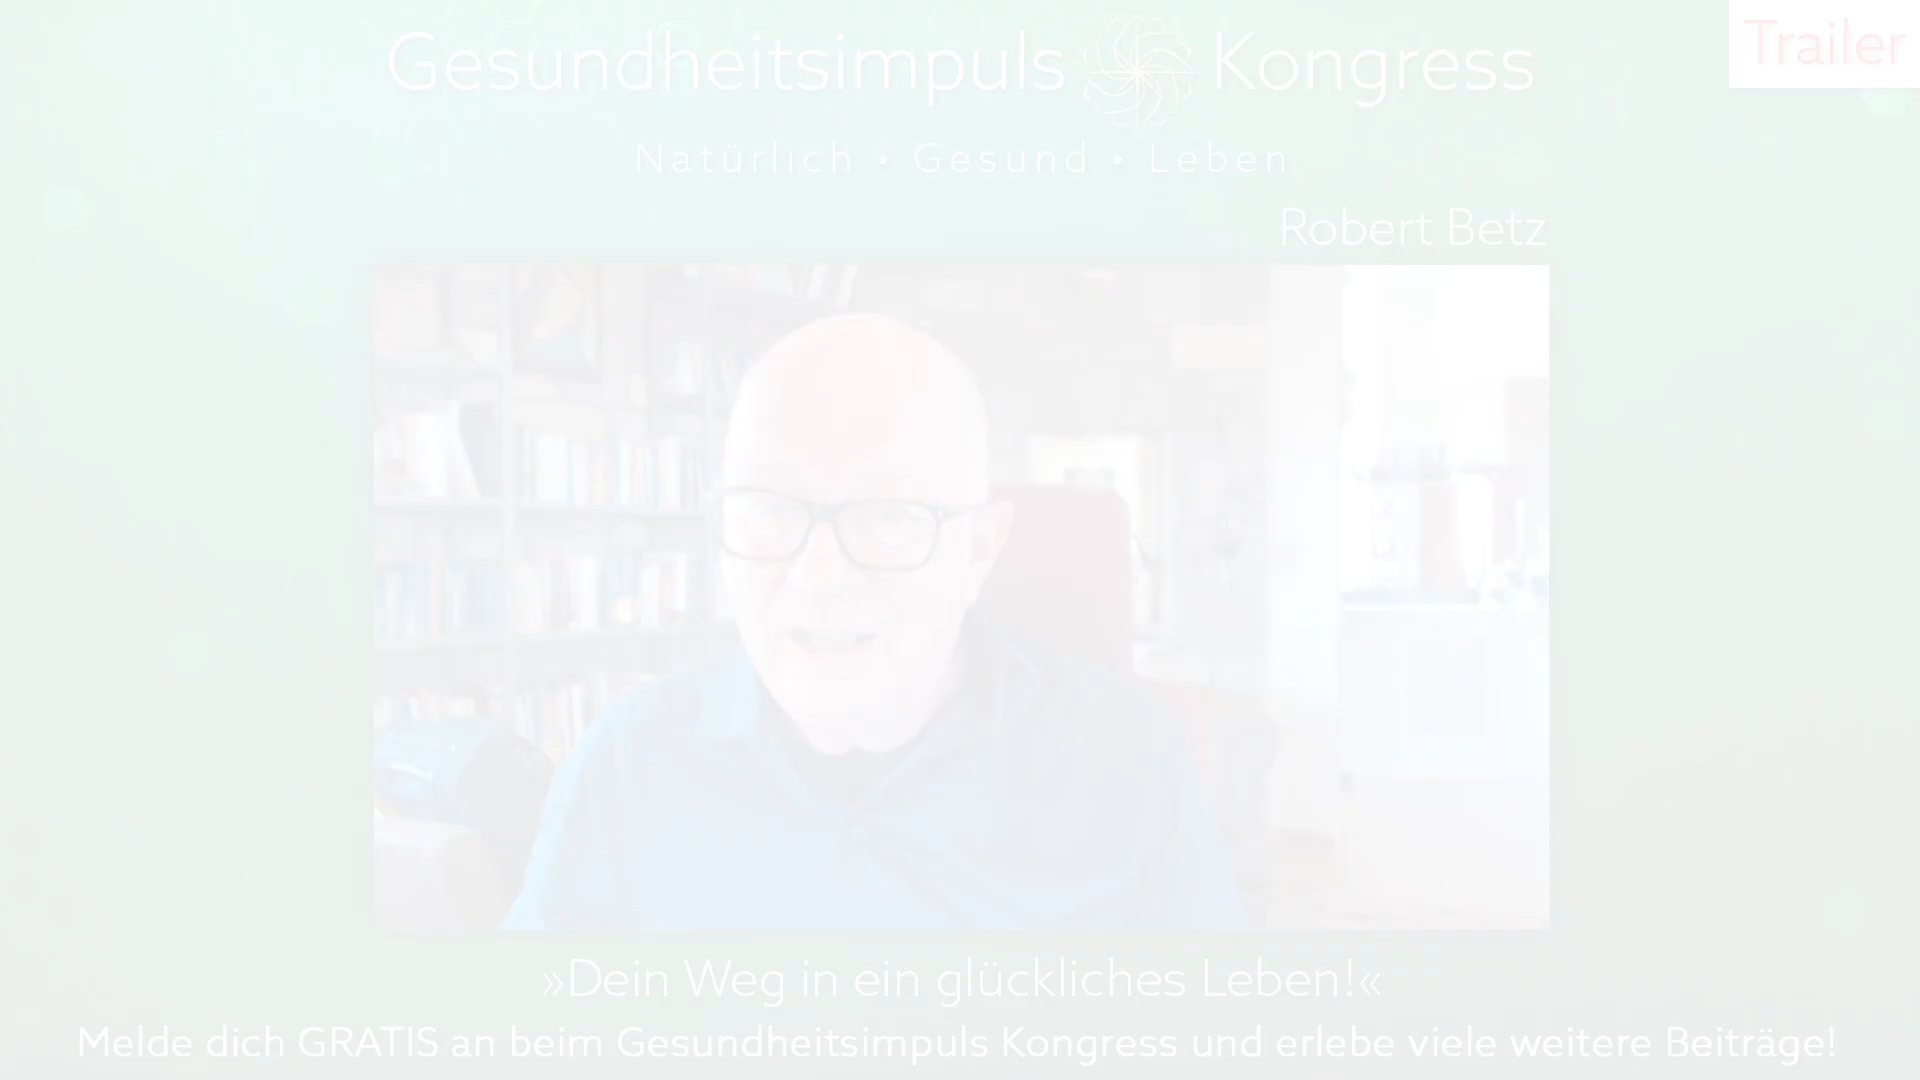 Gesundheitsimpuls Kongress
Trailer
Natürlich • Gesund • Leben
Robert Betz
»Dein Weg in ein glückliches Leben!«
Melde dich GRATIS an beim Gesundheitsimpuls Kongress und erlebe viele weitere Beiträge!